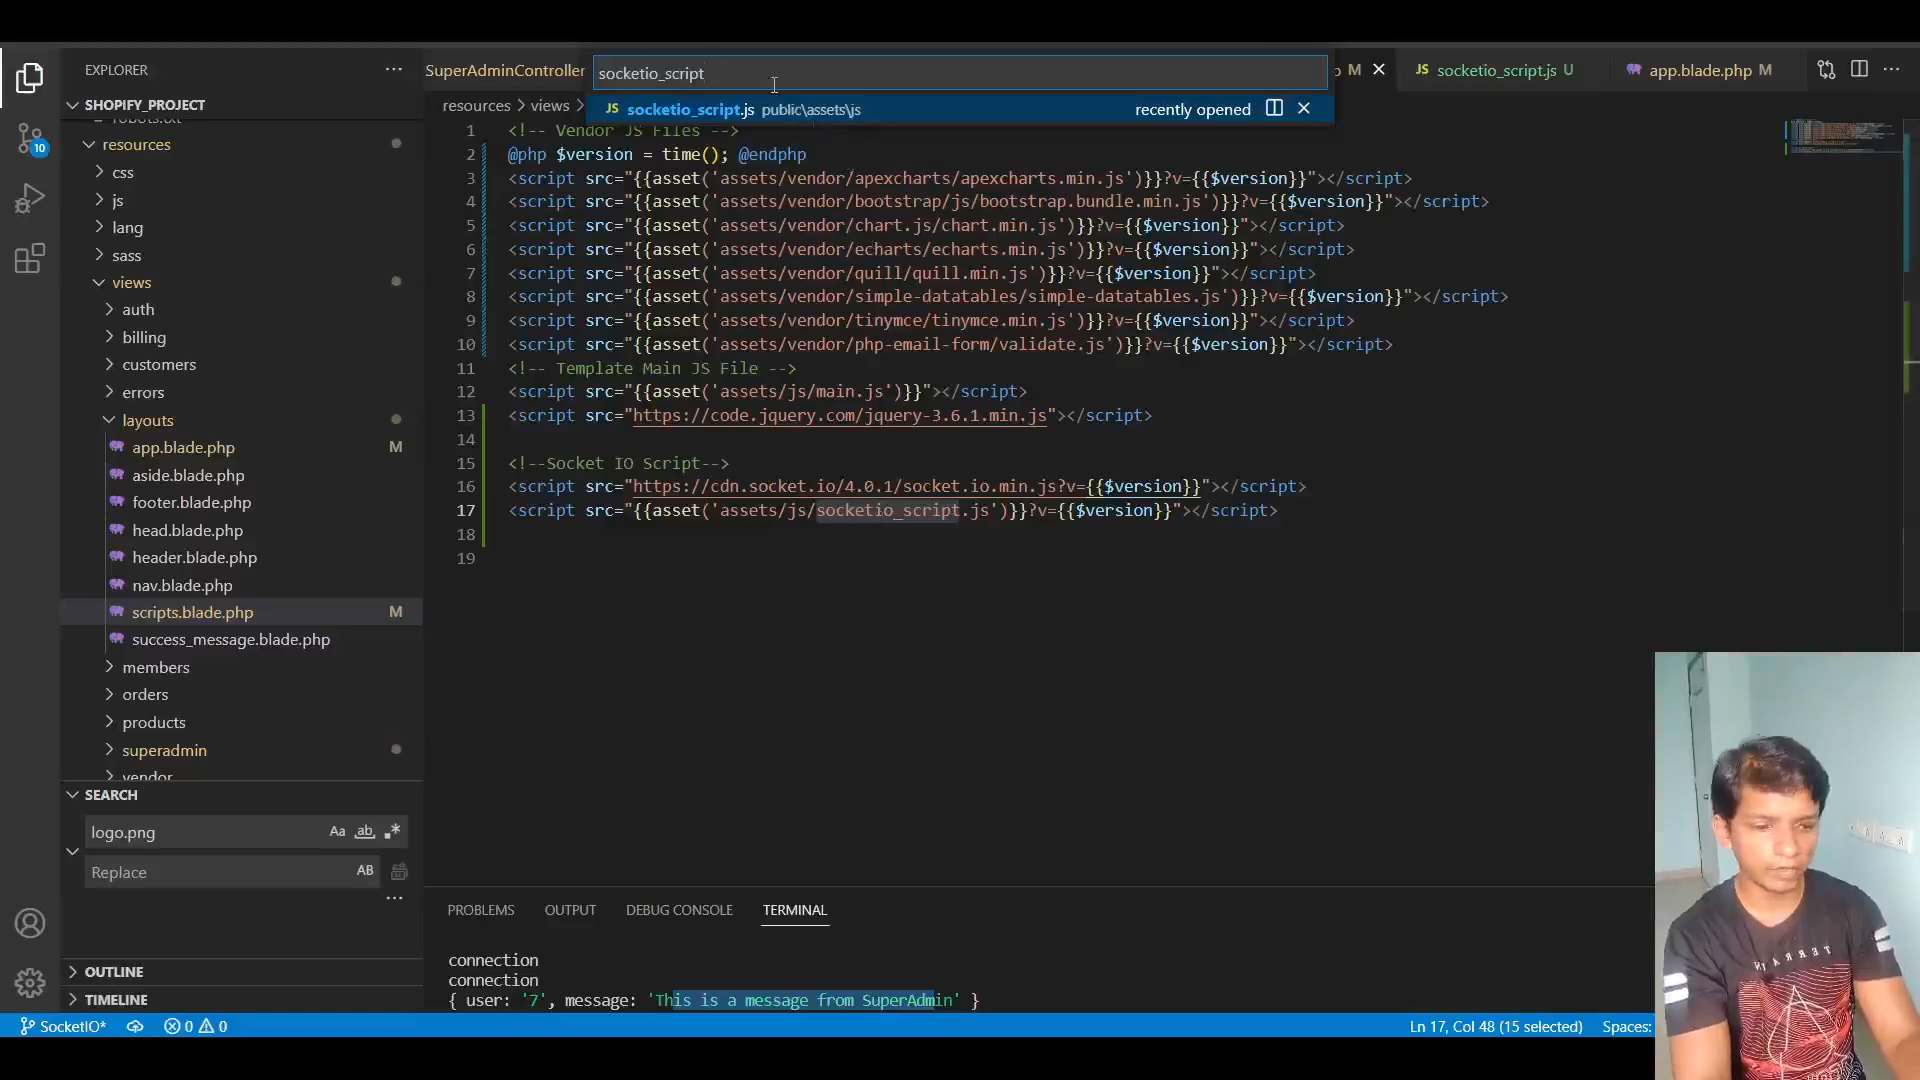 EXPLORER
SHOPIFY_PROJECT
robots.txt
resources
css
js
lang
sass
views
auth
billing
customers
errors
layouts
app.blade.php M
aside.blade.php
footer.blade.php
head.blade.php
header.blade.php
nav.blade.php
scripts.blade.php M
success_message.blade.php
members
orders
products
superadmin
vendor
SEARCH
logo.png Aa ab
Replace AB
OUTLINE
TIMELINE
10
SuperAdminController
socketio_script
socketio_script.js public\assets\js recently opened
M
JS socketio_script.js U
app.blade.php M
resources > views >
1 <!-- Vendor JS Files -->
2 @php $version = time(); @endphp
3 <script src="{{asset('assets/vendor/apexcharts/apexcharts.min.js')}}?v={{$version}}"></script>
4 <script src="{{asset('assets/vendor/bootstrap/js/bootstrap.bundle.min.js')}}?v={{$version}}"></script>
5 <script src="{{asset('assets/vendor/chart.js/chart.min.js')}}?v={{$version}}"></script>
6 <script src="{{asset('assets/vendor/echarts/echarts.min.js')}}?v={{$version}}"></script>
7 <script src="{{asset('assets/vendor/quill/quill.min.js')}}?v={{$version}}"></script>
8 <script src="{{asset('assets/vendor/simple-datatables/simple-datatables.js')}}?v={{$version}}"></script>
9 <script src="{{asset('assets/vendor/tinymce/tinymce.min.js')}}?v={{$version}}"></script>
10 <script src="{{asset('assets/vendor/php-email-form/validate.js')}}?v={{$version}}"></script>
11 <!-- Template Main JS File -->
12 <script src="{{asset('assets/js/main.js')}}"></script>
13 <script src="https://code.jquery.com/jquery-3.6.1.min.js"></script>
14
15 <!--Socket IO Script-->
16 <script src="https://cdn.socket.io/4.0.1/socket.io.min.js?v={{$version}}"></script>
17 <script src="{{asset('assets/js/socketio_script.js')}}?v={{$version}}"></script>
18
19
PROBLEMS OUTPUT DEBUG CONSOLE TERMINAL
connection
connection
{ user: '7', message: 'This is a message from SuperAdmin' }
SocketIO* 0 0 Ln 17, Col 48 (15 selected) Spaces: